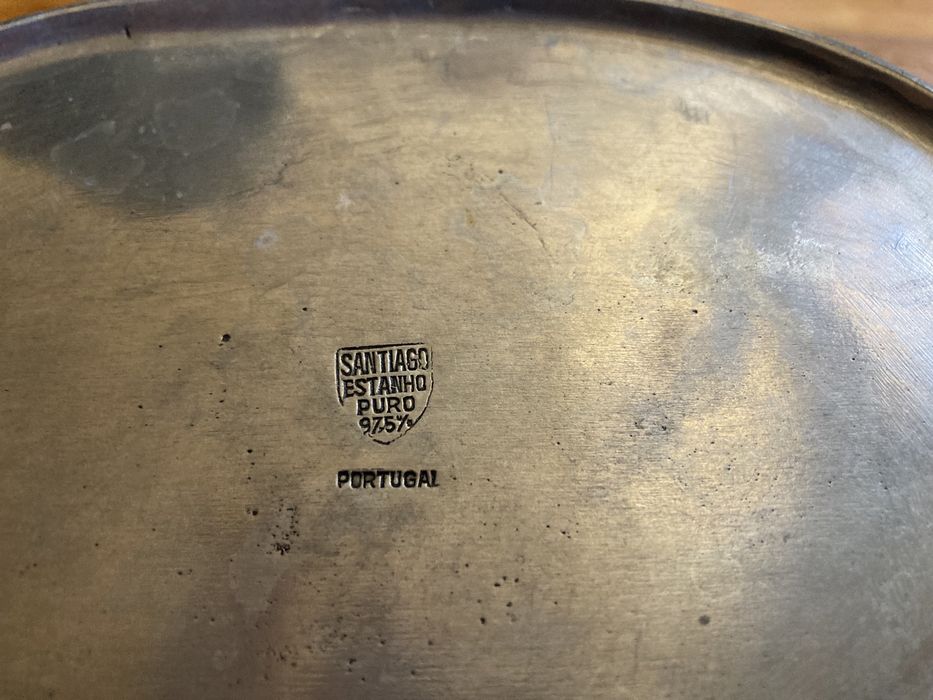 SANTIAGO
ESTANHO
PURO
97,5%
PORTUGAL